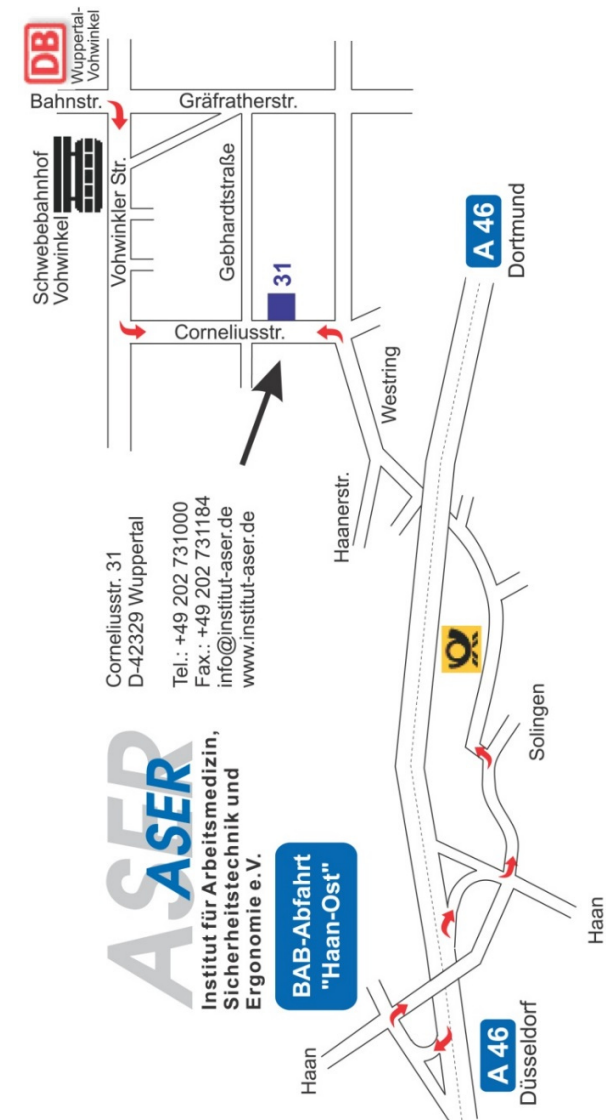 ASER
ASER
Institut für Arbeitsmedizin,
Sicherheitstechnik und
Ergonomie e.V.
Corneliusstr. 31
D-42329 Wuppertal
Tel.: +49 202 731000
Fax.: +49 202 731184
info@institut-aser.de
www.institut-aser.de
BAB-Abfahrt
"Haan-Ost"
Schwebebahnhof
Vohwinkel
DB
Wuppertal-
Vohwinkel
Bahnstr.
Vohwinkler Str.
Gräfratherstr.
Gebhardtstraße
31
Corneliusstr.
Westring
Haanerstr.
A 46
Dortmund
Solingen
Haan
Haan
A 46
Düsseldorf